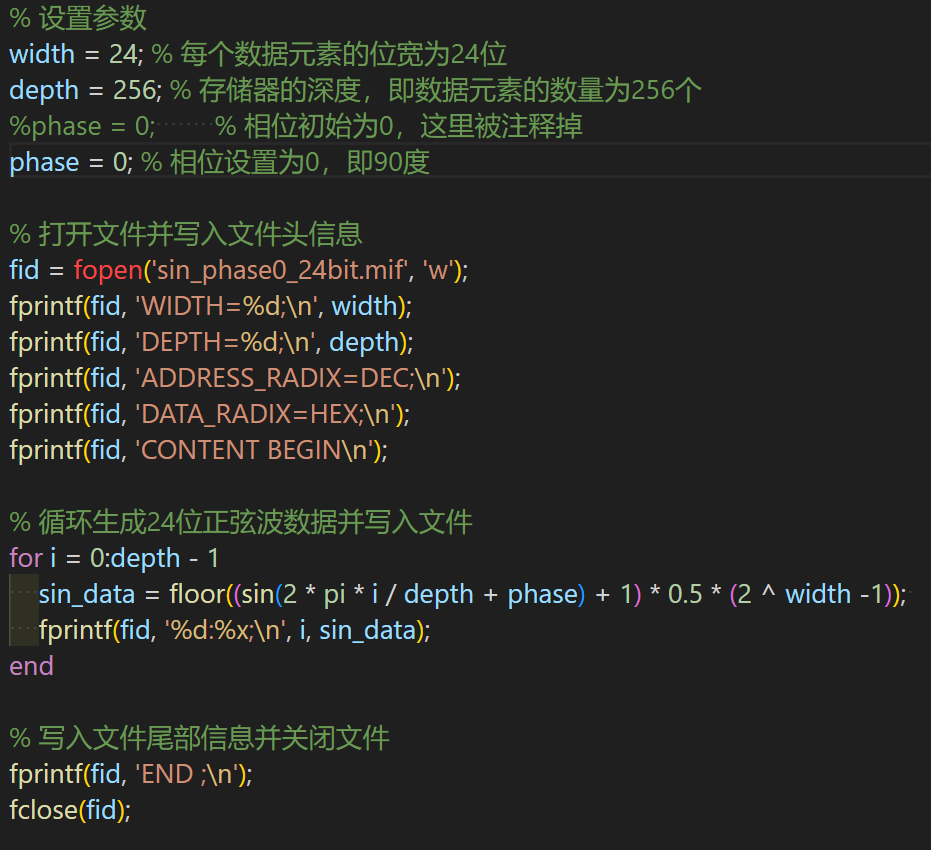 % 设置参数
width = 24; % 每个数据元素的位宽为24位
depth = 256; % 存储器的深度，即数据元素的数量为256个
%phase = 0;       % 相位初始为0，这里被注释掉
phase = 0; % 相位设置为0，即90度
% 打开文件并写入文件头信息
fid = fopen('sin_phase0_24bit.mif', 'w');
fprintf(fid, 'WIDTH=%d;\n', width);
fprintf(fid, 'DEPTH=%d;\n', depth);
fprintf(fid, 'ADDRESS_RADIX=DEC;\n');
fprintf(fid, 'DATA_RADIX=HEX;\n');
fprintf(fid, 'CONTENT BEGIN\n');
% 循环生成24位正弦波数据并写入文件
for i = 0:depth - 1
    sin_data = floor((sin(2 * pi * i / depth + phase) + 1) * 0.5 * (2 ^ width -1));
    fprintf(fid, '%d:%x;\n', i, sin_data);
end
% 写入文件尾部信息并关闭文件
fprintf(fid, 'END ;\n');
fclose(fid);